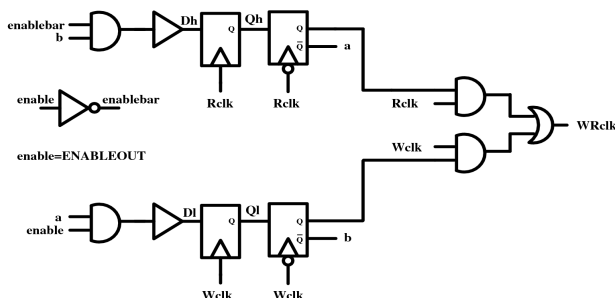 enablebar
b
Dh
Q
Qh
Q
Q̅
a
Rclk
Rclk
enable
enablebar
Rclk
WRclk
enable=ENABLEOUT
Wclk
a
enable
Dl
Q
Ql
Q
Q̅
b
Wclk
Wclk